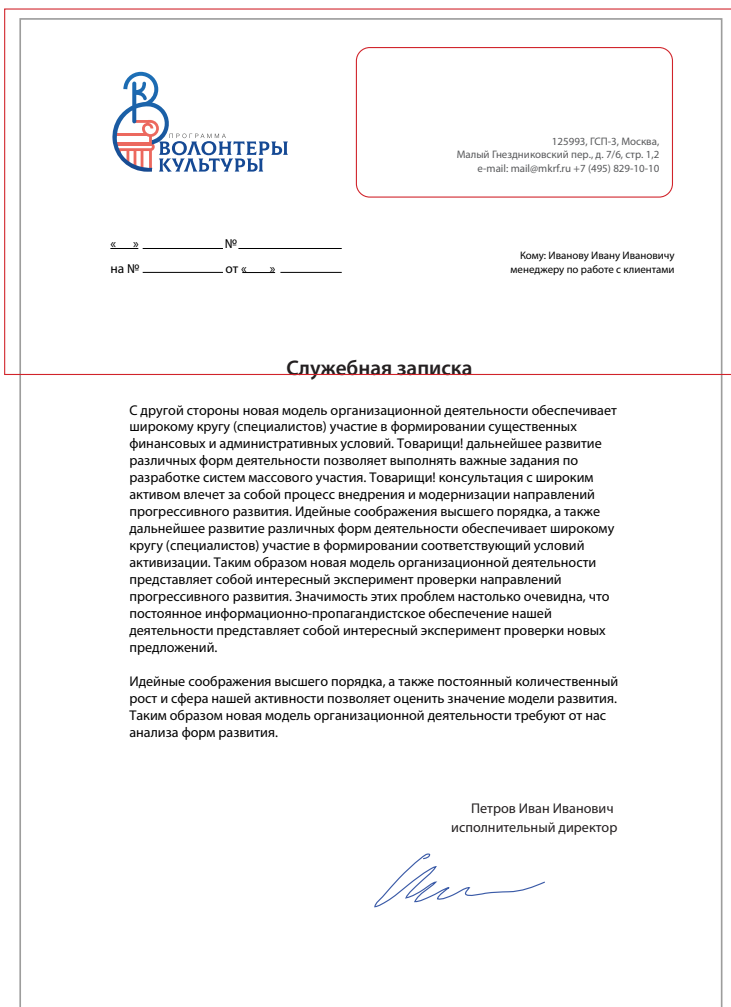 ПРОГРАММА
ВОЛОНТЕРЫ
КУЛЬТУРЫ
125993, ГСП-3, Москва,
Малый Гнездниковский пер., д. 7/6, стр. 1,2
e-mail: mail@mkrf.ru +7 (495) 829-10-10
«__» ____________ № ________________
на № ____________ от «____» __________
Кому: Иванову Ивану Ивановичу
менеджеру по работе с клиентами
Служебная записка
С другой стороны новая модель организационной деятельности обеспечивает
широкому кругу (специалистов) участие в формировании существенных
финансовых и административных условий. Товарищи! дальнейшее развитие
различных форм деятельности позволяет выполнять важные задания по
разработке систем массового участия. Товарищи! консультация с широким
активом влечет за собой процесс внедрения и модернизации направлений
прогрессивного развития. Идейные соображения высшего порядка, а также
дальнейшее развитие различных форм деятельности обеспечивает широкому
кругу (специалистов) участие в формировании соответствующий условий
активизации. Таким образом новая модель организационной деятельности
представляет собой интересный эксперимент проверки направлений
прогрессивного развития. Значимость этих проблем настолько очевидна, что
постоянное информационно-пропагандистское обеспечение нашей
деятельности представляет собой интересный эксперимент проверки новых
предложений.
Идейные соображения высшего порядка, а также постоянный количественный
рост и сфера нашей активности позволяет оценить значение модели развития.
Таким образом новая модель организационной деятельности требуют от нас
анализа форм развития.
Петров Иван Иванович
исполнительный директор